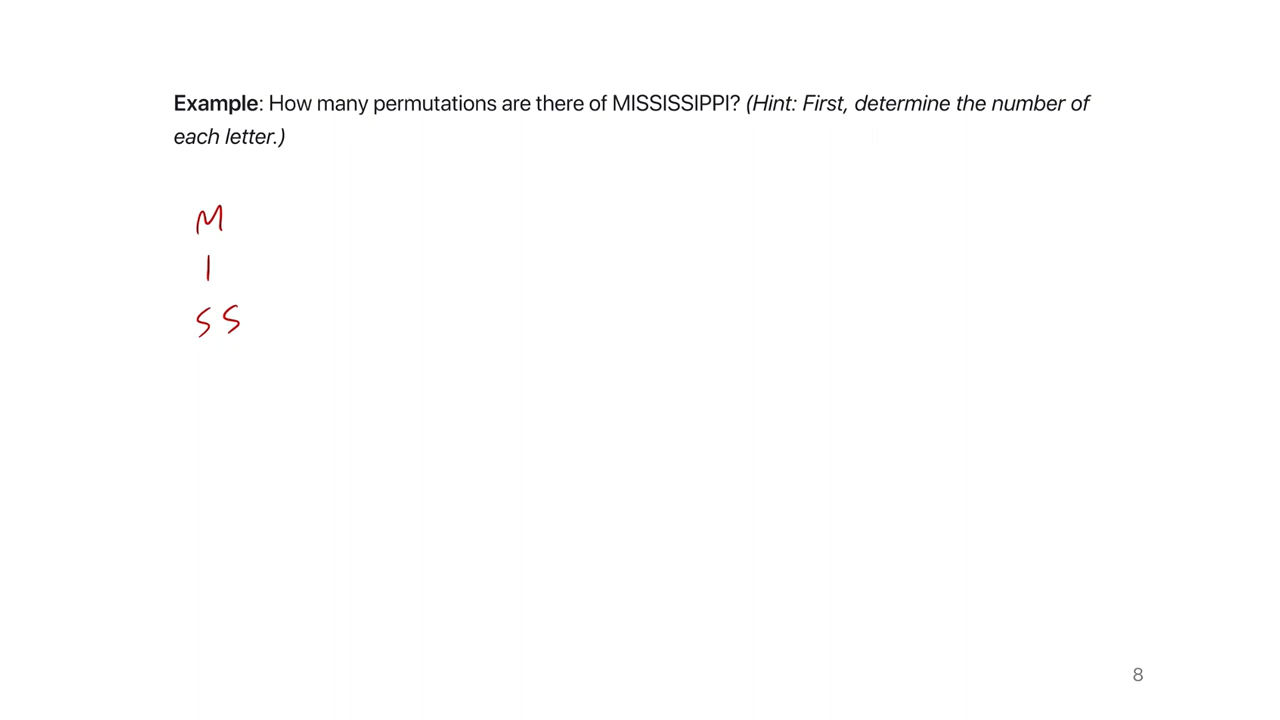 Example: How many permutations are there of MISSISSIPPI? (Hint: First, determine the number of
each letter.)
M
I
S S
8